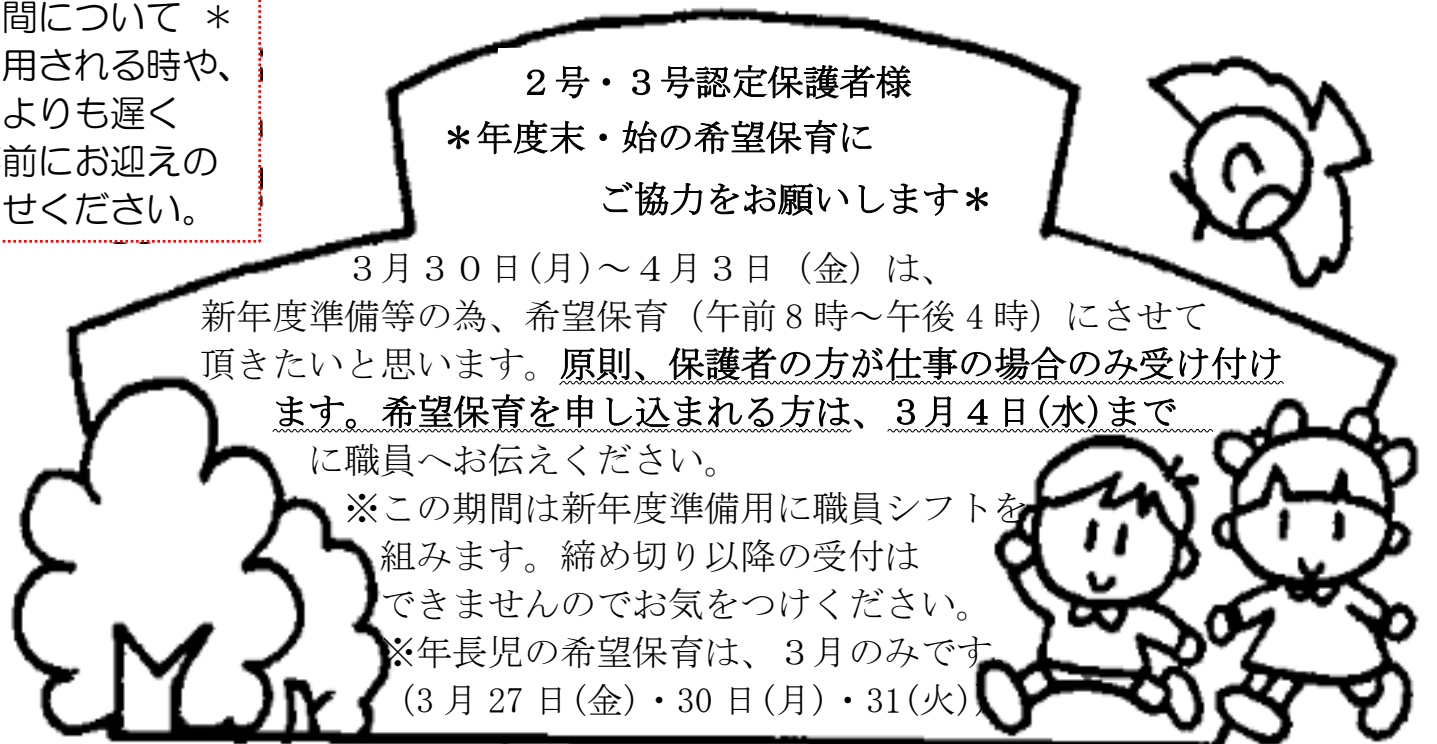 間について ＊
用される時や、
よりも遅く
前にお迎えの
せください。
２号・３号認定保護者様
＊年度末・始の希望保育に
ご協力をお願いします＊
３月３０日(月)～４月３日（金）は、
新年度準備等の為、希望保育（午前８時～午後４時）にさせて
頂きたいと思います。原則、保護者の方が仕事の場合のみ受け付け
ます。希望保育を申し込まれる方は、３月４日(水)まで
に職員へお伝えください。
※この期間は新年度準備用に職員シフトを
組みます。締め切り以降の受付は
できませんのでお気をつけください。
※年長児の希望保育は、３月のみです
(3 月 27 日(金)・30 日(月)・31(火))